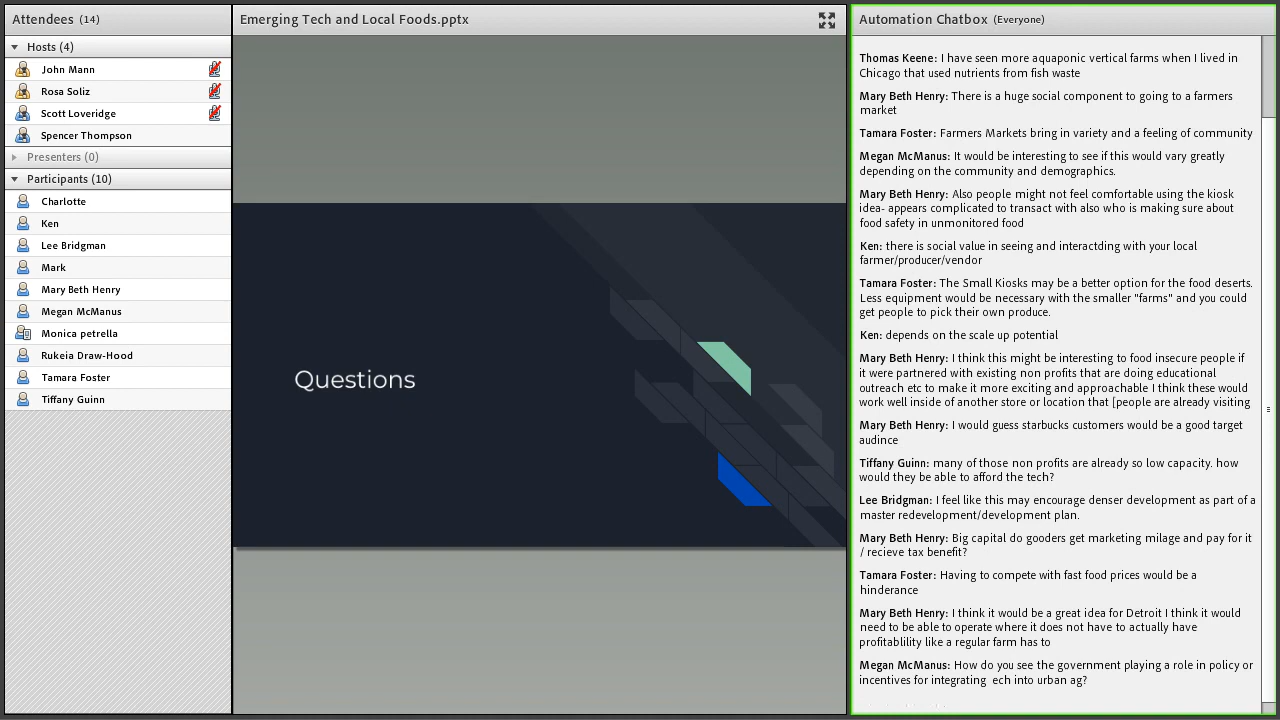 Attendees (14)
Hosts (4)
John Mann
Rosa Soliz
Scott Loveridge
Spencer Thompson
Presenters (0)
Participants (10)
Charlotte
Ken
Lee Bridgman
Mark
Mary Beth Henry
Megan McManus
Monica petrella
Rukeia Draw-Hood
Tamara Foster
Tiffany Guinn
Emerging Tech and Local Foods.pptx
Questions
Automation Chatbox (Everyone)
Thomas Keene: I have seen more aquaponic vertical farms when I lived in
Chicago that used nutrients from fish waste
Mary Beth Henry: There is a huge social component to going to a farmers
market
Tamara Foster: Farmers Markets bring in variety and a feeling of community
Megan McManus: It would be interesting to see if this would vary greatly
depending on the community and demographics.
Mary Beth Henry: Also people might not feel comfortable using the kiosk
idea- appears complicated to transact with also who is making sure about
food safety in unmonitored food
Ken: there is social value in seeing and interactding with your local
farmer/producer/vendor
Tamara Foster: The Small Kiosks may be a better option for the food deserts.
Less equipment would be necessary with the smaller "farms" and you could
get people to pick their own produce.
Ken: depends on the scale up potential
Mary Beth Henry: I think this might be interesting to food insecure people if
it were partnered with existing non profits that are doing educational
outreach etc to make it more exciting and approachable I think these would
work well inside of another store or location that [people are already visiting
Mary Beth Henry: I would guess starbucks customers would be a good target
audince
Tiffany Guinn: many of those non profits are already so low capacity. how
would they be able to afford the tech?
Lee Bridgman: I feel like this may encourage denser development as part of a
master redevelopment/development plan.
Mary Beth Henry: Big capital do gooders get marketing milage and pay for it
/ recieve tax benefit?
Tamara Foster: Having to compete with fast food prices would be a
hinderance
Mary Beth Henry: I think it would be a great idea for Detroit I think it would
need to be able to operate where it does not have to actually have
profitablility like a regular farm has to
Megan McManus: How do you see the government playing a role in policy or
incentives for integrating  ech into urban ag?